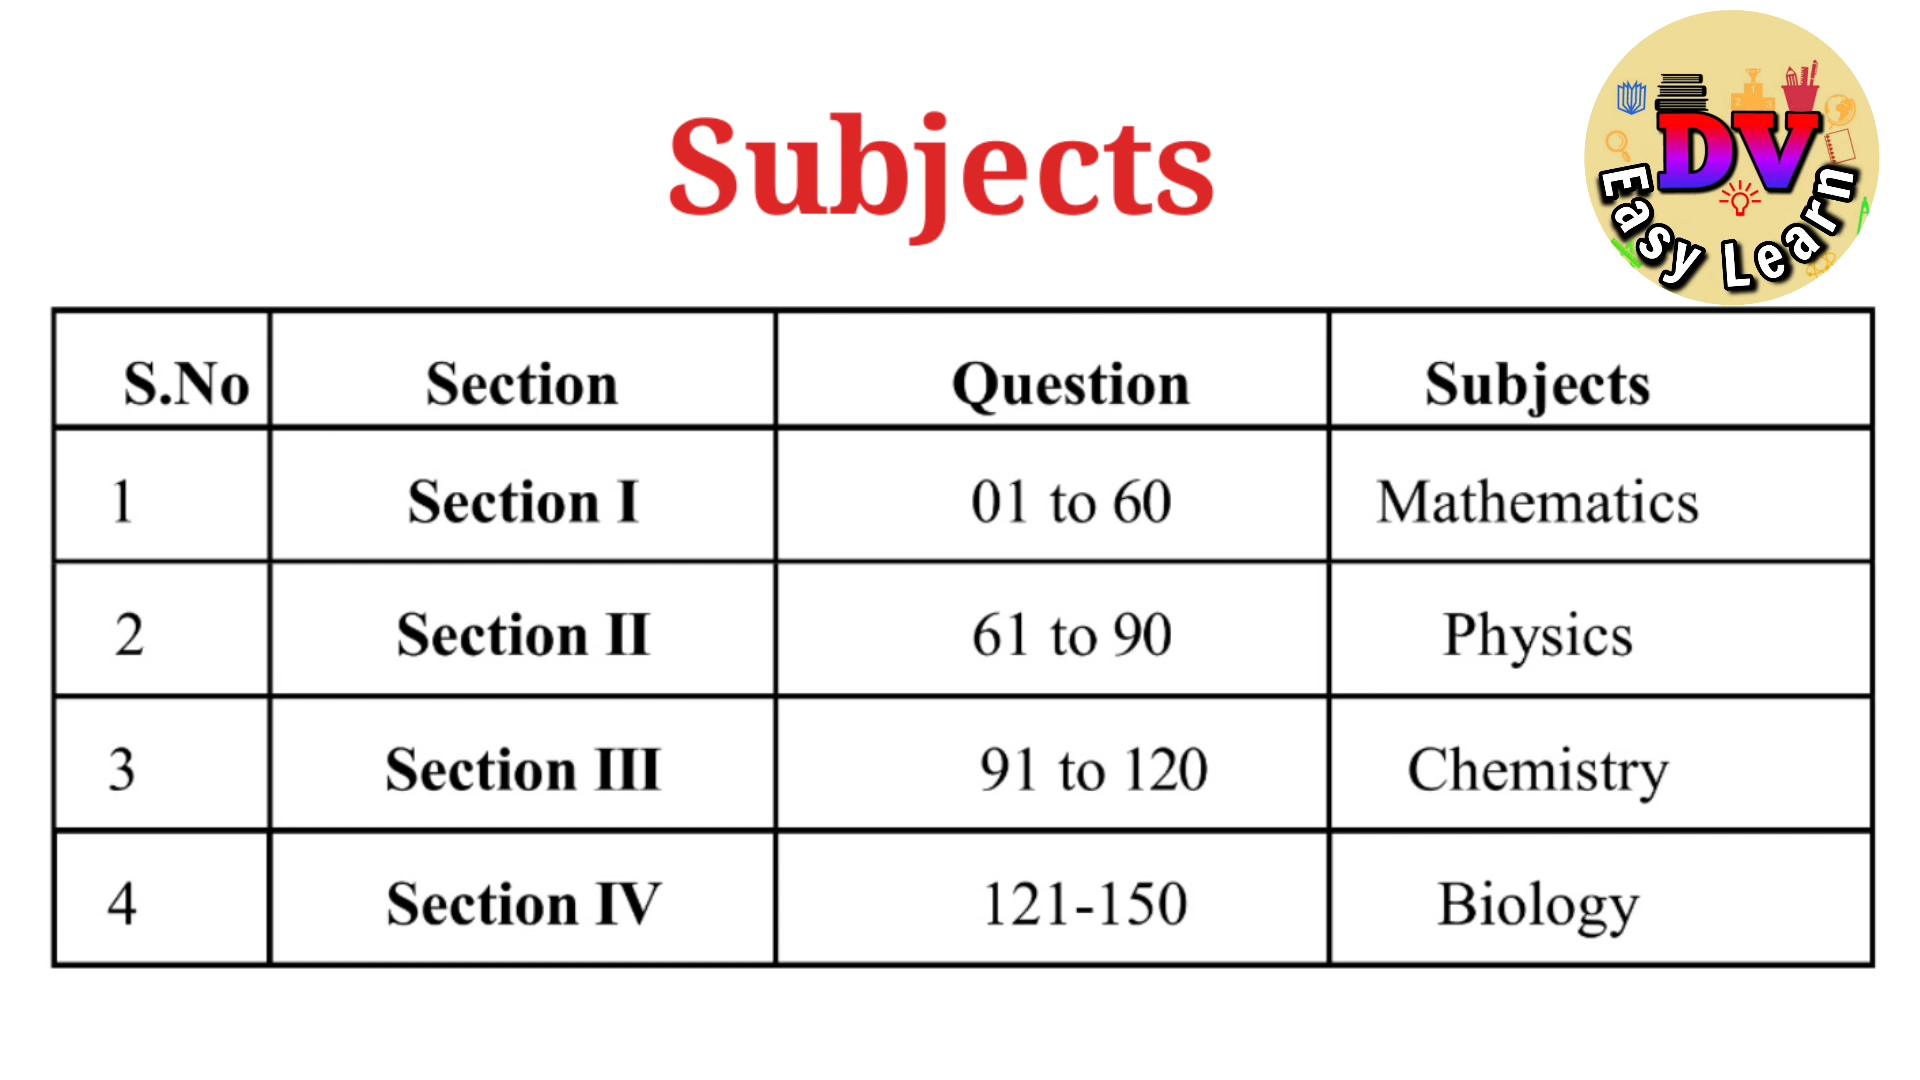 Subjects
DV
Easy Learn
S.No Section Question Subjects
1 Section I 01 to 60 Mathematics
2 Section II 61 to 90 Physics
3 Section III 91 to 120 Chemistry
4 Section IV 121-150 Biology